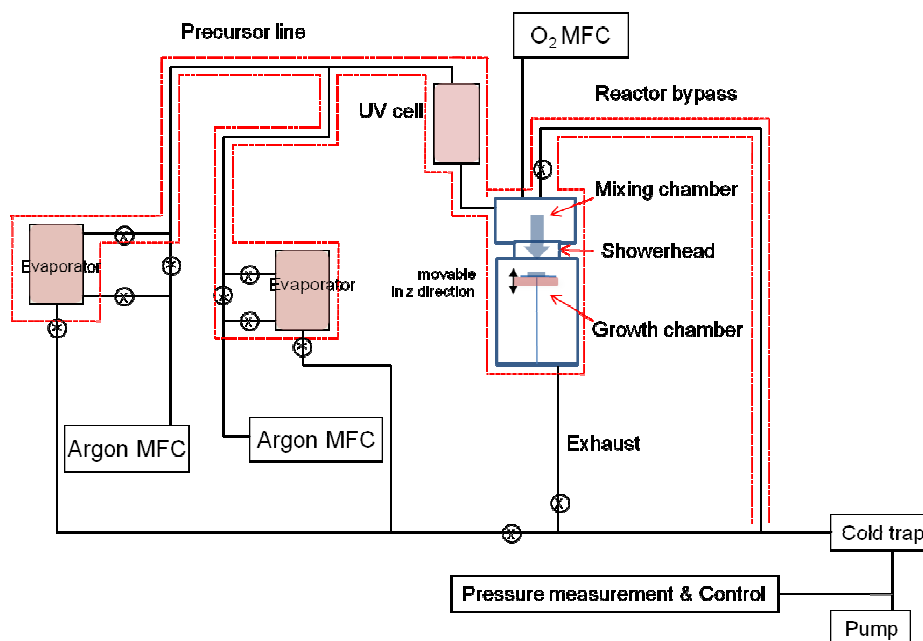 Precursor line
O₂ MFC
UV cell
Reactor bypass
Mixing chamber
Showerhead
Evaporator
Evaporator
movable
in z direction
Growth chamber
Argon MFC
Argon MFC
Exhaust
Cold trap
Pressure measurement & Control
Pump